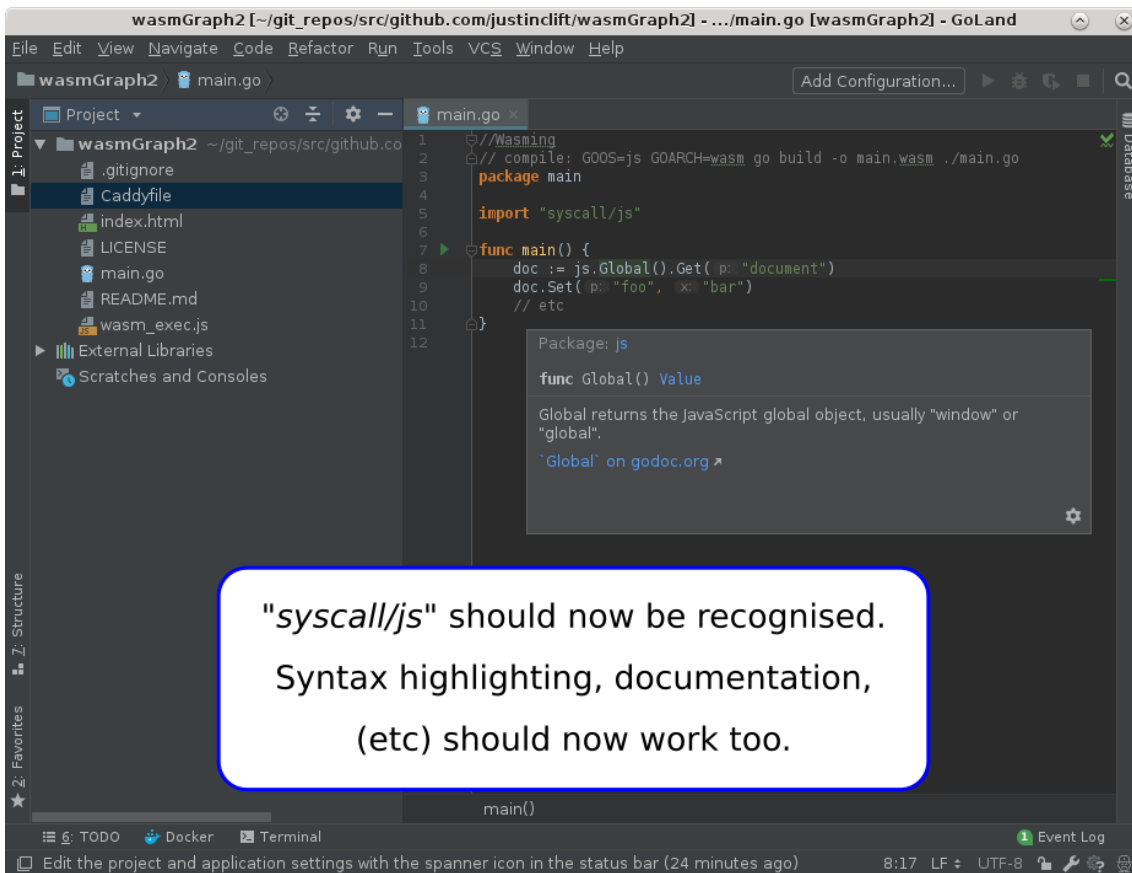 wasmGraph2 [~/git_repos/src/github.com/justinclift/wasmGraph2] - .../main.go [wasmGraph2] - GoLand
File Edit View Navigate Code Refactor Run Tools VCS Window Help
wasmGraph2 main.go Add Configuration...
1: Project
Project
main.go
wasmGraph2 ~/git_repos/src/github.co
.gitignore
Caddyfile
index.html
LICENSE
main.go
README.md
wasm_exec.js
External Libraries
Scratches and Consoles
1 //Wasming
2 // compile: GOOS=js GOARCH=wasm go build -o main.wasm ./main.go
3 package main
4
5 import "syscall/js"
6
7 func main() {
8 doc := js.Global().Get( p: "document")
9 doc.Set( p: "foo", x: "bar")
10 // etc
11 }
12
Package: js
func Global() Value
Global returns the JavaScript global object, usually "window" or
"global".
`Global` on godoc.org
Database
"syscall/js" should now be recognised.
Syntax highlighting, documentation,
(etc) should now work too.
7: Structure
2: Favorites
main()
6: TODO Docker Terminal 1 Event Log
Edit the project and application settings with the spanner icon in the status bar (24 minutes ago) 8:17 LF UTF-8